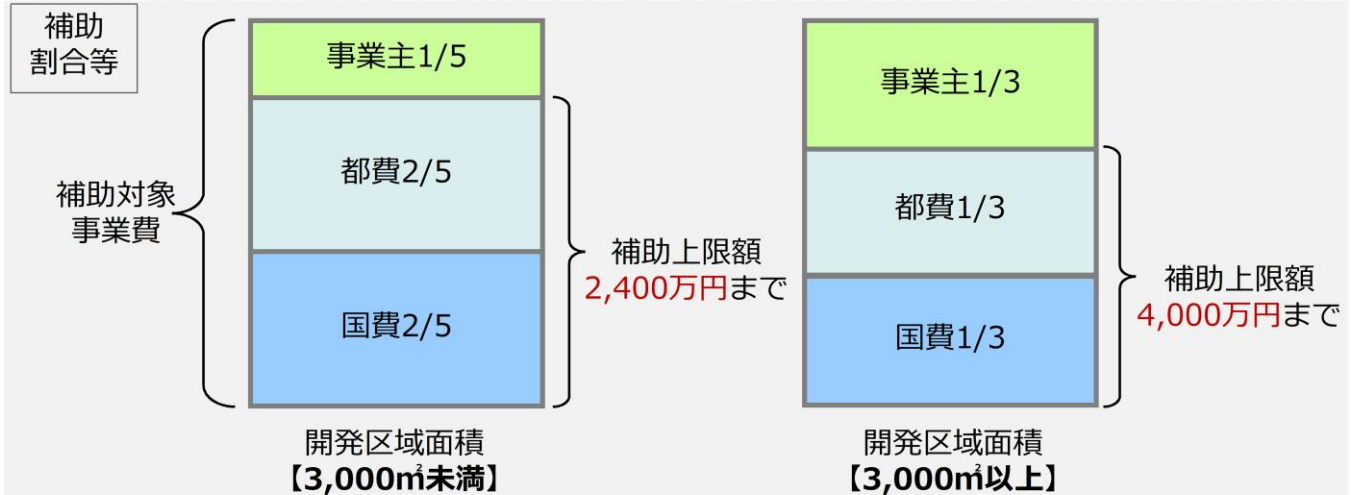 補助
割合等
補助対象
事業費
事業主1/5
都費2/5
国費2/5
補助上限額
2,400万円まで
開発区域面積
【3,000㎡未満】
事業主1/3
都費1/3
国費1/3
補助上限額
4,000万円まで
開発区域面積
【3,000㎡以上】